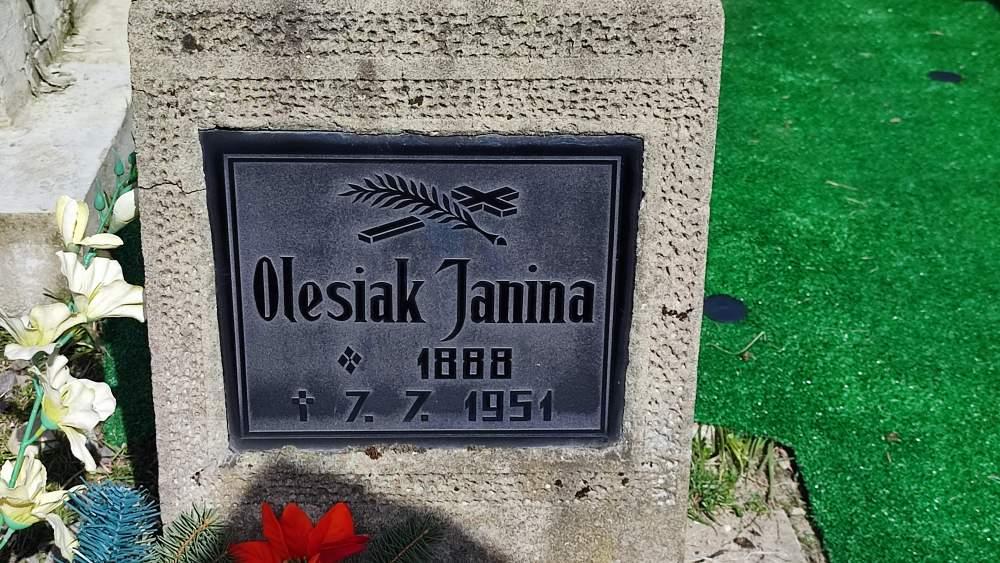 Olesiak Janina
1888
† 7. 7. 1951